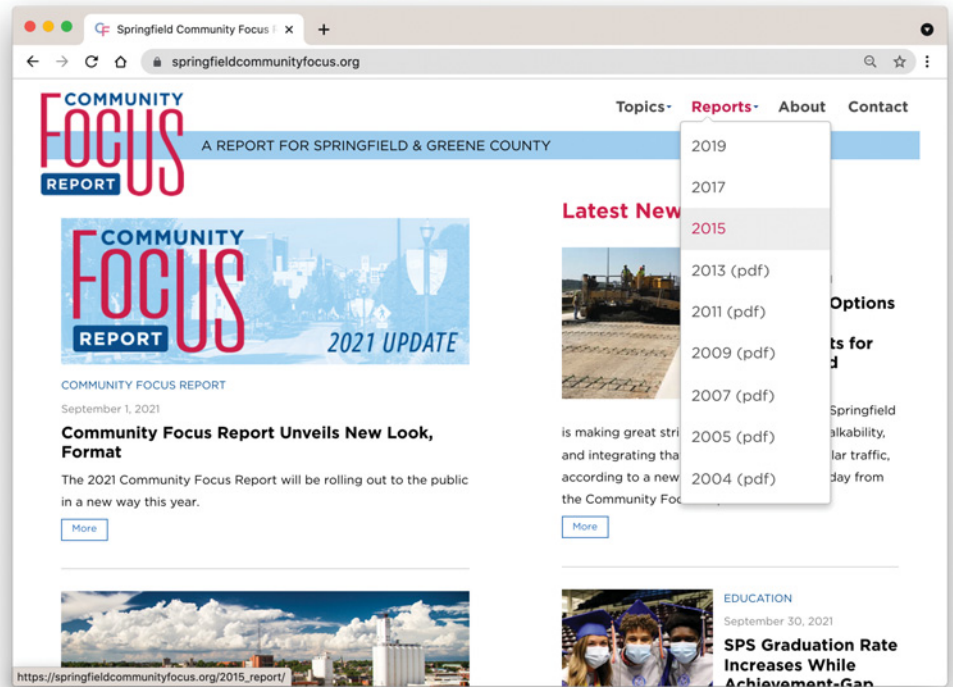 Springfield Community Focus
springfieldcommunityfocus.org
COMMUNITY
FOCUS
REPORT
Topics
Reports
About
Contact
A REPORT FOR SPRINGFIELD & GREENE COUNTY
2019
2017
2015
2013 (pdf)
2011 (pdf)
2009 (pdf)
2007 (pdf)
2005 (pdf)
2004 (pdf)
COMMUNITY
FOCUS
REPORT
2021 UPDATE
COMMUNITY FOCUS REPORT
September 1, 2021
Community Focus Report Unveils New Look,
Format
The 2021 Community Focus Report will be rolling out to the public
in a new way this year.
More
Latest New
Options
ts for
d
Springfield
is making great stri alkability,
and integrating tha lar traffic,
according to a new day from
the Community Foc
More
EDUCATION
September 30, 2021
SPS Graduation Rate
Increases While
Achievement-Gap
https://springfieldcommunityfocus.org/2015_report/